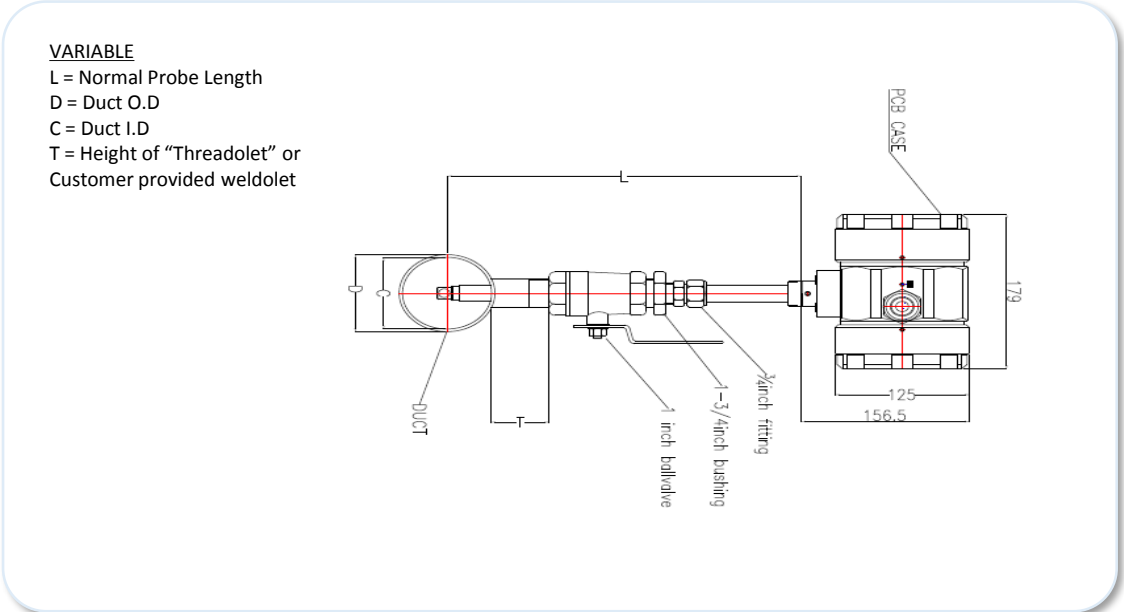 VARIABLE
L = Normal Probe Length
D = Duct O.D
C = Duct I.D
T = Height of “Threadolet” or
Customer provided weldolet
PCB CASE
L
179
D
C
125
156.5
T
DUCT
¾inch fitting
1-3/4inch bushing
1 inch ballvalve